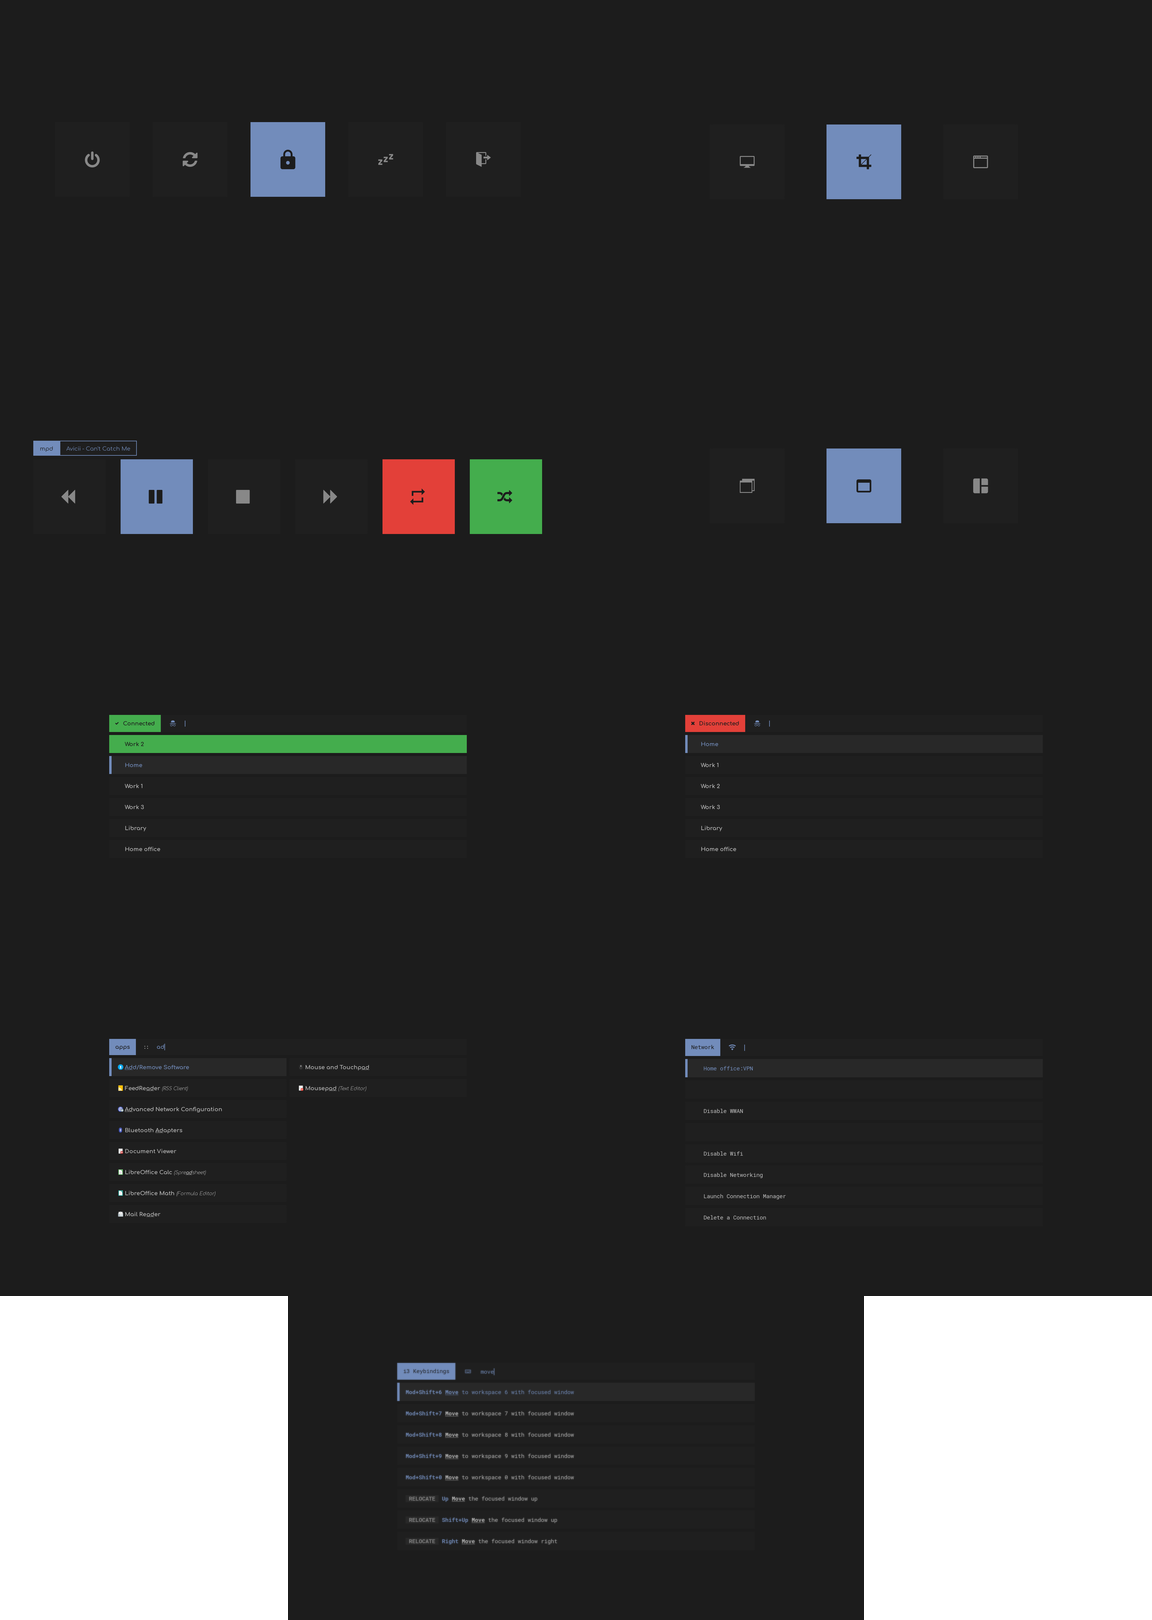 mpd Avicii - Can't Catch Me
Connected
Work 2
Home
Work 1
Work 3
Library
Home office
Disconnected
Home
Work 1
Work 2
Work 3
Library
Home office
apps :: ad
Add/Remove Software
FeedReader (RSS Client)
Advanced Network Configuration
Bluetooth Adapters
Document Viewer
LibreOffice Calc (Spreadsheet)
LibreOffice Math (Formula Editor)
Mail Reader
Mouse and Touchpad
Mousepad (Text Editor)
Network
Home office:VPN
Disable WWAN
Disable Wifi
Disable Networking
Launch Connection Manager
Delete a Connection
i3 Keybindings move
Mod+Shift+6 Move to workspace 6 with focused window
Mod+Shift+7 Move to workspace 7 with focused window
Mod+Shift+8 Move to workspace 8 with focused window
Mod+Shift+9 Move to workspace 9 with focused window
Mod+Shift+0 Move to workspace 0 with focused window
RELOCATE Up Move the focused window up
RELOCATE Shift+Up Move the focused window up
RELOCATE Right Move the focused window right